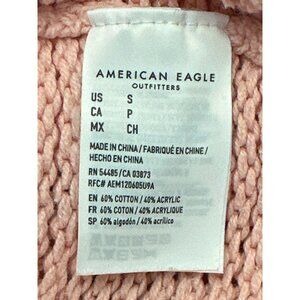 AMERICAN EAGLE
OUTFITTERS
US S
CA P
MX CH
MADE IN CHINA / FABRIQUÉ EN CHINE /
HECHO EN CHINA
RN 54485 / CA 03873
RFC# AEM120605U9A
EN 60% COTTON / 40% ACRYLIC
FR 60% COTON / 40% ACRYLIQUE
SP 60% algodón / 40% acrílico